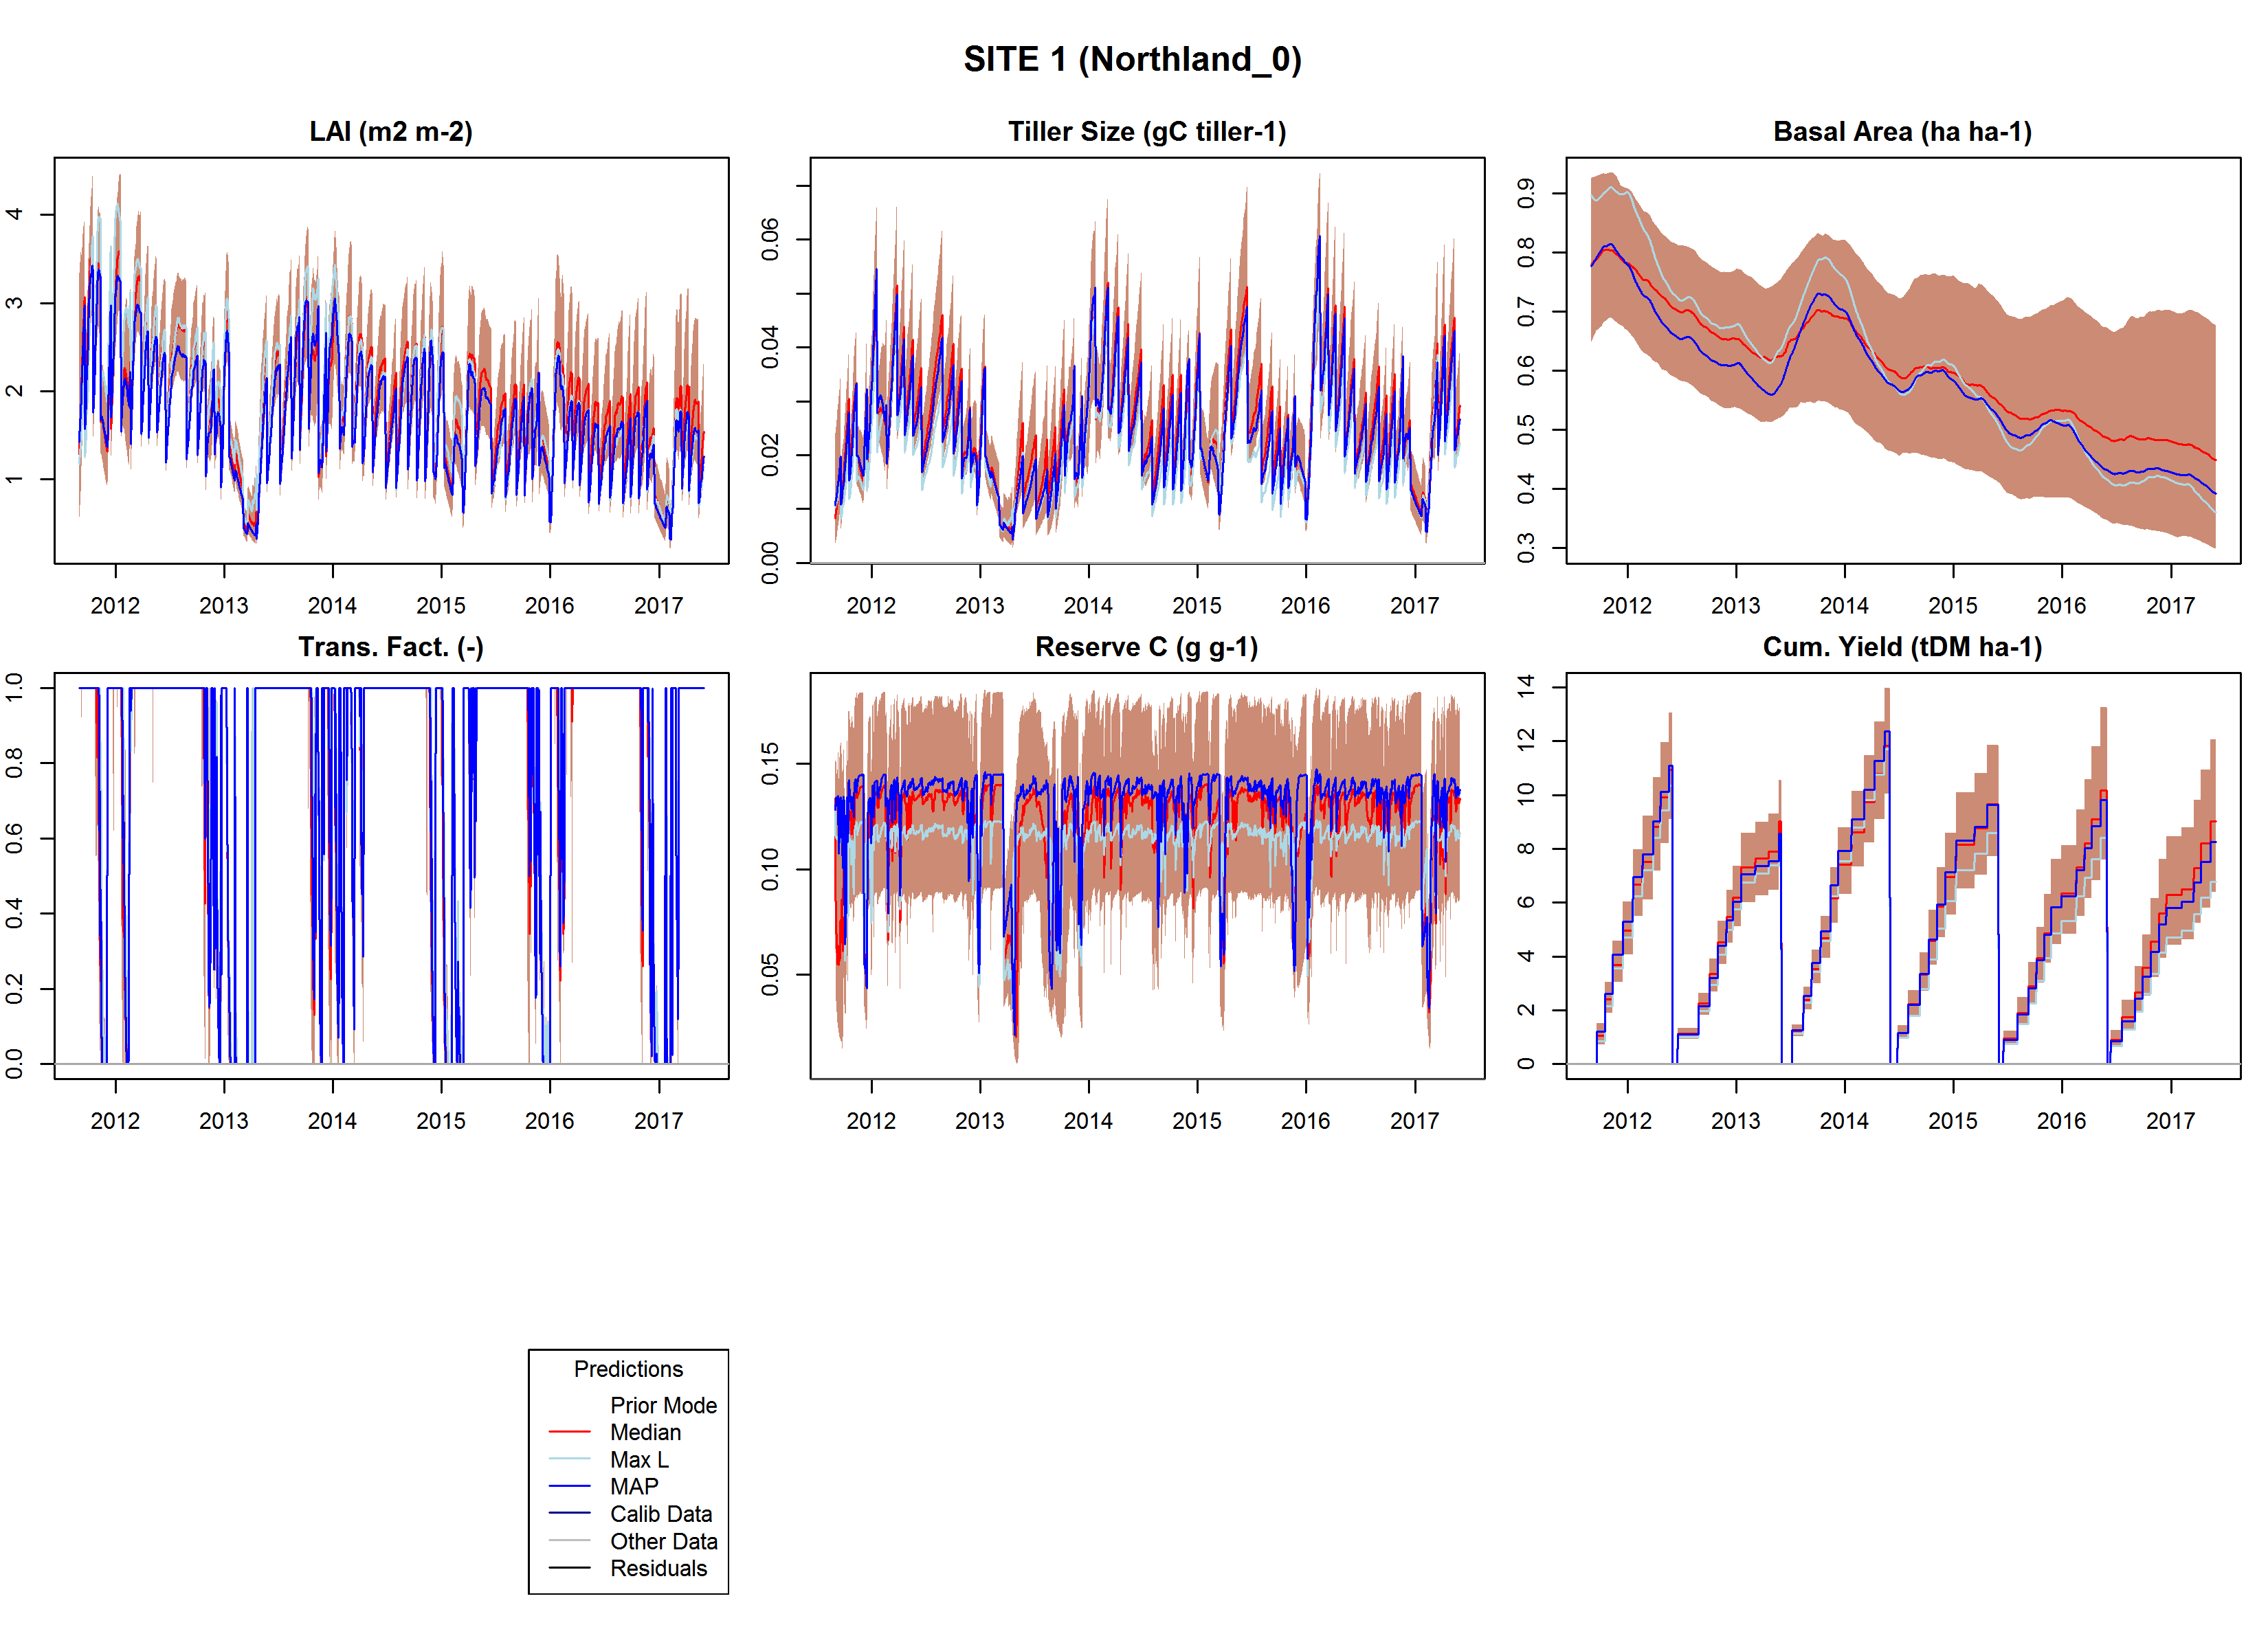 SITE 1 (Northland_0)
LAI (m2 m-2)
Tiller Size (gC tiller-1)
Basal Area (ha ha-1)
4
3
2
1
2012 2013 2014 2015 2016 2017
0.06
0.04
0.02
0.00
2012 2013 2014 2015 2016 2017
0.9
0.8
0.7
0.6
0.5
0.4
0.3
2012 2013 2014 2015 2016 2017
Trans. Fact. (-)
Reserve C (g g-1)
Cum. Yield (tDM ha-1)
1.0
0.8
0.6
0.4
0.2
0.0
2012 2013 2014 2015 2016 2017
0.15
0.10
0.05
2012 2013 2014 2015 2016 2017
14
12
10
8
6
4
2
0
2012 2013 2014 2015 2016 2017
Predictions
Prior Mode
Median
Max L
MAP
Calib Data
Other Data
Residuals